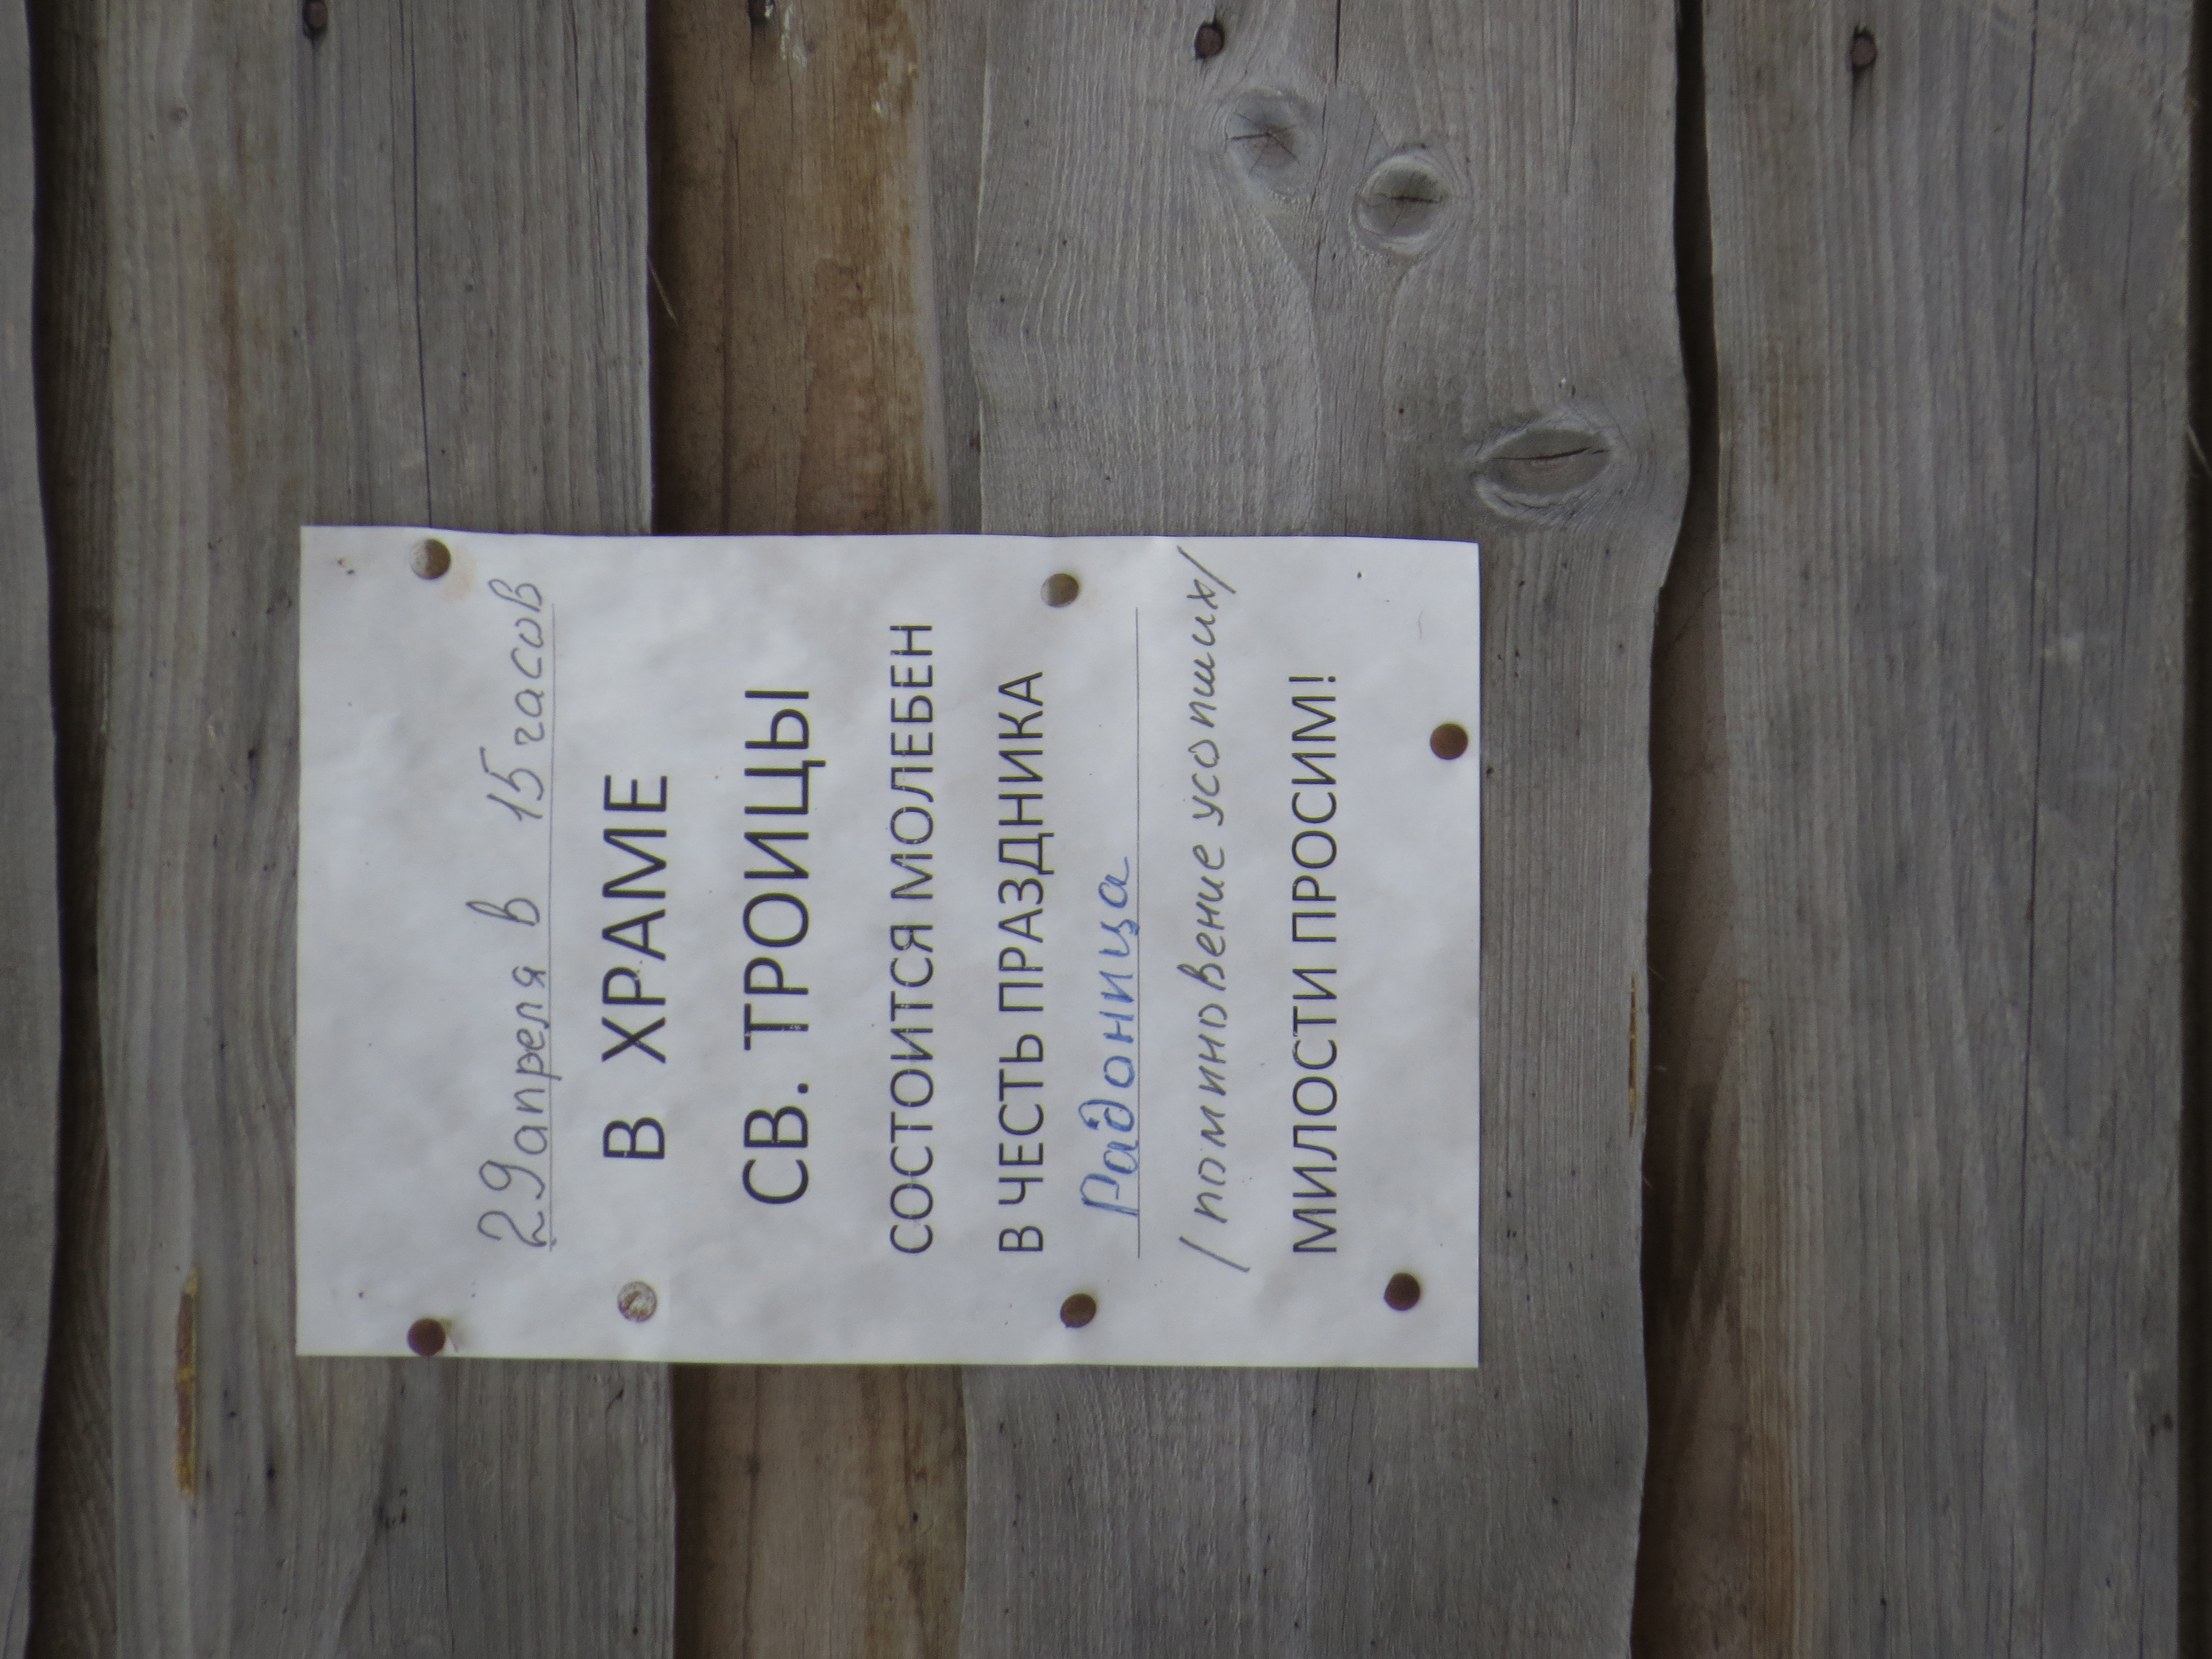 29 апреля в 15 часов
В ХРАМЕ
СВ. ТРОИЦЫ
СОСТОИТСЯ МОЛЕБЕН
В ЧЕСТЬ ПРАЗДНИКА
Радоница
/поминовение усопших/
МИЛОСТИ ПРОСИМ!